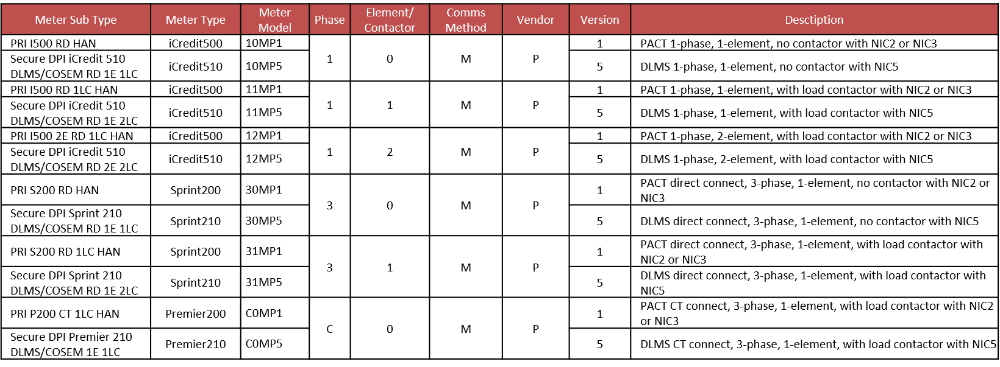 Meter Sub Type Meter Type Meter Model Phase Element/ Contactor Comms Method Vendor Version Desctiption
PRI I500 RD HAN iCredit500 10MP1 1 0 M P 1 PACT 1-phase, 1-element, no contactor with NIC2 or NIC3
Secure DPI iCredit 510
DLMS/COSEM RD 1E 1LC iCredit510 10MP5 5 DLMS 1-phase, 1-element, no contactor with NIC5
PRI I500 RD 1LC HAN iCredit500 11MP1 1 1 M P 1 PACT 1-phase, 1-element, with load contactor with NIC2 or NIC3
Secure DPI iCredit 510
DLMS/COSEM RD 1E 2LC iCredit510 11MP5 5 DLMS 1-phase, 1-element, with load contactor with NIC5
PRI I500 2E RD 1LC HAN iCredit500 12MP1 1 2 M P 1 PACT 1-phase, 2-element, with load contactor with NIC2 or NIC3
Secure DPI iCredit 510
DLMS/COSEM RD 2E 2LC iCredit510 12MP5 5 DLMS 1-phase, 2-element, with load contactor with NIC5
PRI S200 RD HAN Sprint200 30MP1 3 0 M P 1 PACT direct connect, 3-phase, 1-element, no contactor with NIC2 or
NIC3
Secure DPI Sprint 210
DLMS/COSEM RD 1E 1LC Sprint210 30MP5 5 DLMS direct connect, 3-phase, 1-element, no contactor with NIC5
PRI S200 RD 1LC HAN Sprint200 31MP1 3 1 M P 1 PACT direct connect, 3-phase, 1-element, with load contactor with
NIC2 or NIC3
Secure DPI Sprint 210
DLMS/COSEM RD 1E 2LC Sprint210 31MP5 5 DLMS direct connect, 3-phase, 1-element, with load contactor with
NIC5
PRI P200 CT 1LC HAN Premier200 C0MP1 C 0 M P 1 PACT CT connect, 3-phase, 1-element, with load contactor with NIC2
or NIC3
Secure DPI Premier 210
DLMS/COSEM 1E 1LC Premier210 C0MP5 5 DLMS CT connect, 3-phase, 1-element, with load contactor with NIC5